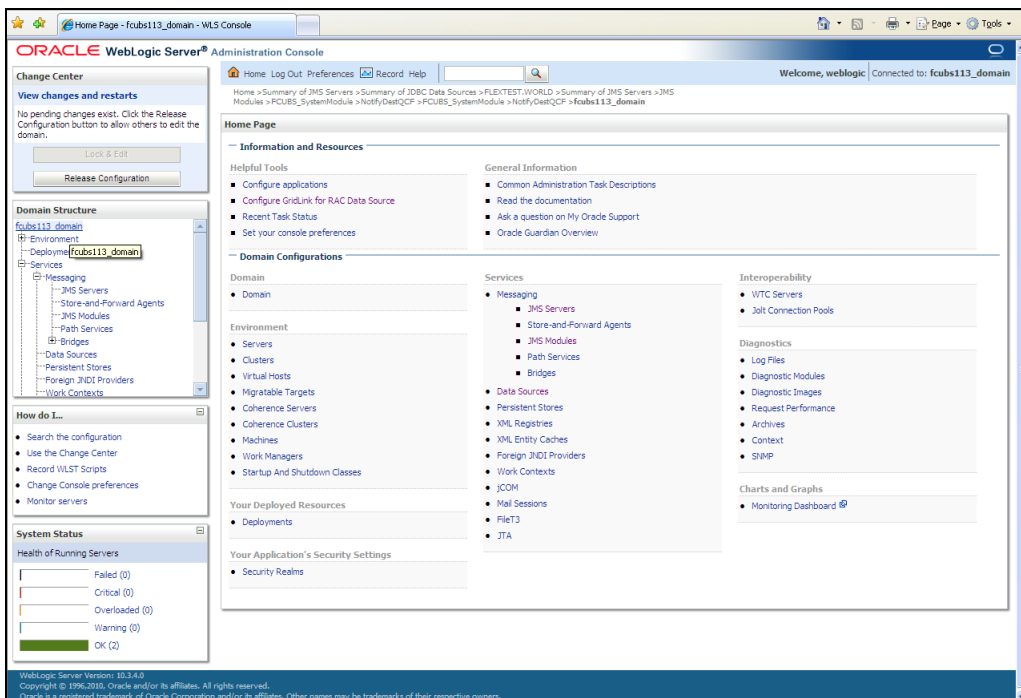 Home Page - fcubs113_domain - WLS Console
Page
Tools
ORACLE WebLogic Server® Administration Console
Change Center
View changes and restarts
No pending changes exist. Click the Release
Configuration button to allow others to edit the
domain.
Lock & Edit
Release Configuration
Domain Structure
fcubs113_domain
Environment
Deployme
fcubs113_domain
Services
Messaging
JMS Servers
Store-and-Forward Agents
JMS Modules
Path Services
Bridges
Data Sources
Persistent Stores
Foreign JNDI Providers
Work Contexts
How do I...
Search the configuration
Use the Change Center
Record WLST Scripts
Change Console preferences
Monitor servers
System Status
Health of Running Servers
Failed (0)
Critical (0)
Overloaded (0)
Warning (0)
OK (2)
Home Log Out Preferences Record Help
Welcome, weblogic Connected to: fcubs113_domain
Home >Summary of JMS Servers >Summary of JDBC Data Sources >FLEXTEST.WORLD >Summary of JMS Servers >JMS
Modules >FCUBS_SystemModule >NotifyDestQCF >FCUBS_SystemModule >NotifyDestQCF >fcubs113_domain
Home Page
Information and Resources
Helpful Tools
Configure applications
Configure GridLink for RAC Data Source
Recent Task Status
Set your console preferences
General Information
Common Administration Task Descriptions
Read the documentation
Ask a question on My Oracle Support
Oracle Guardian Overview
Domain Configurations
Domain
Domain
Environment
Servers
Clusters
Virtual Hosts
Migratable Targets
Coherence Servers
Coherence Clusters
Machines
Work Managers
Startup And Shutdown Classes
Your Deployed Resources
Deployments
Your Application's Security Settings
Security Realms
Services
Messaging
JMS Servers
Store-and-Forward Agents
JMS Modules
Path Services
Bridges
Data Sources
Persistent Stores
XML Registries
XML Entity Caches
Foreign JNDI Providers
Work Contexts
jCOM
Mail Sessions
FileT3
JTA
Interoperability
WTC Servers
Jolt Connection Pools
Diagnostics
Log Files
Diagnostic Modules
Diagnostic Images
Request Performance
Archives
Context
SNMP
Charts and Graphs
Monitoring Dashboard
WebLogic Server Version: 10.3.4.0
Copyright © 1996,2010, Oracle and/or its affiliates. All rights reserved.
Oracle is a registered trademark of Oracle Corporation and/or its affiliates. Other names may be trademarks of their respective owners.